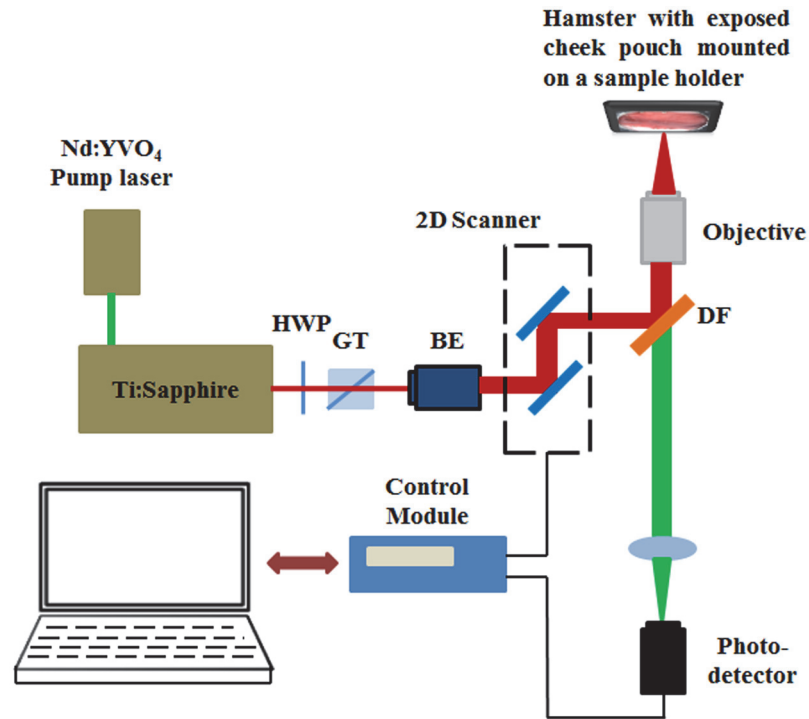 Hamster with exposed
cheek pouch mounted
on a sample holder
Nd:YVO₄
Pump laser
2D Scanner
Objective
HWP
GT
BE
DF
Ti:Sapphire
Control
Module
Photo-
detector